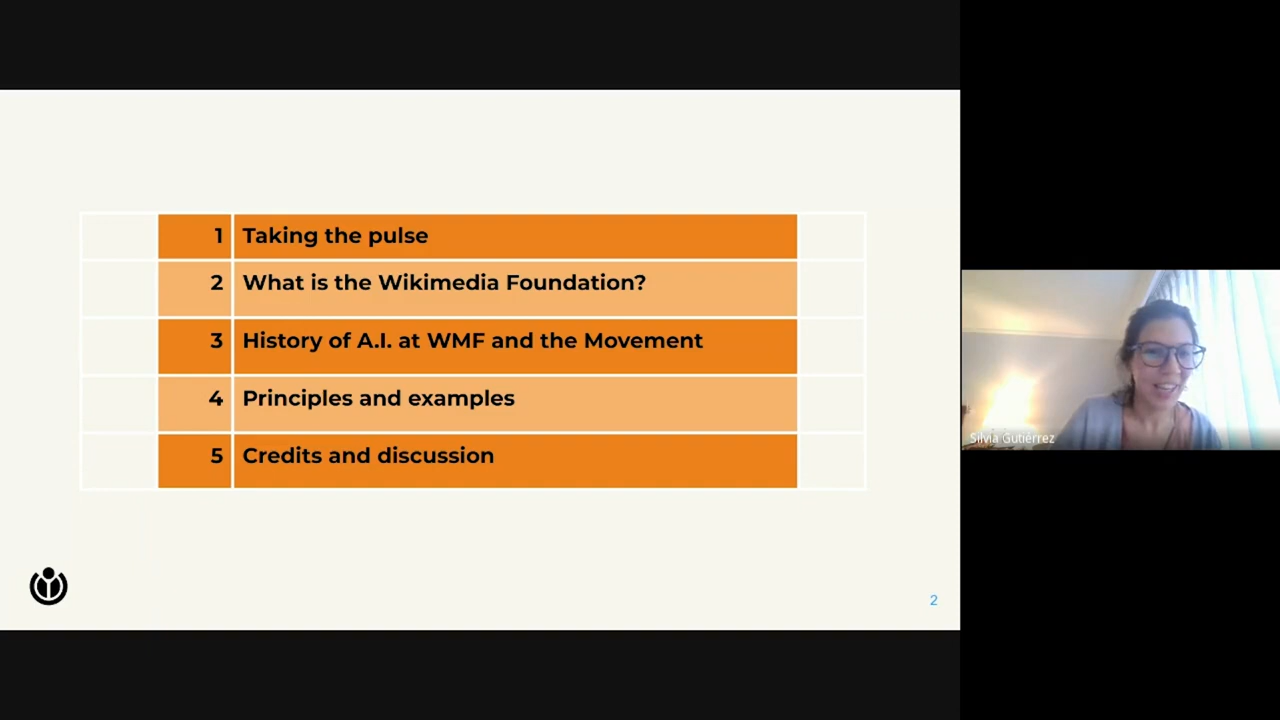 1 Taking the pulse
2 What is the Wikimedia Foundation?
3 History of A.I. at WMF and the Movement
4 Principles and examples
5 Credits and discussion
2
Silvia Gutiérrez